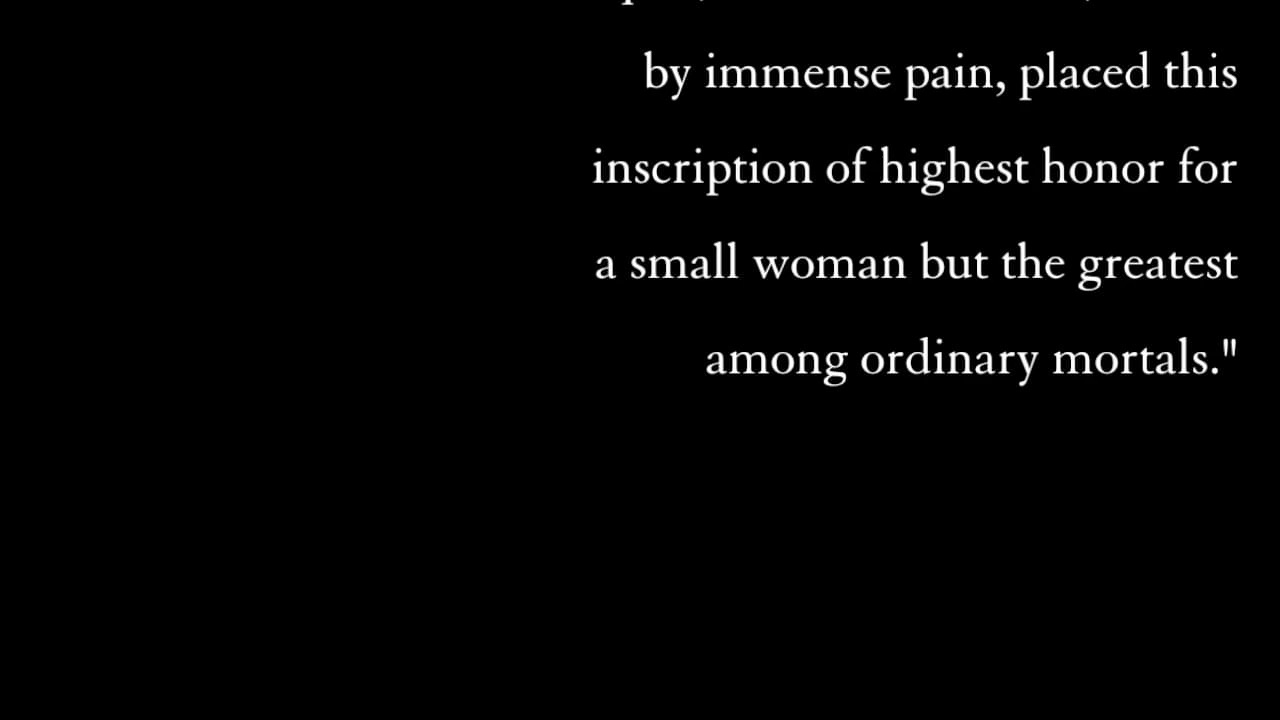 by immense pain, placed this
inscription of highest honor for
a small woman but the greatest
among ordinary mortals."